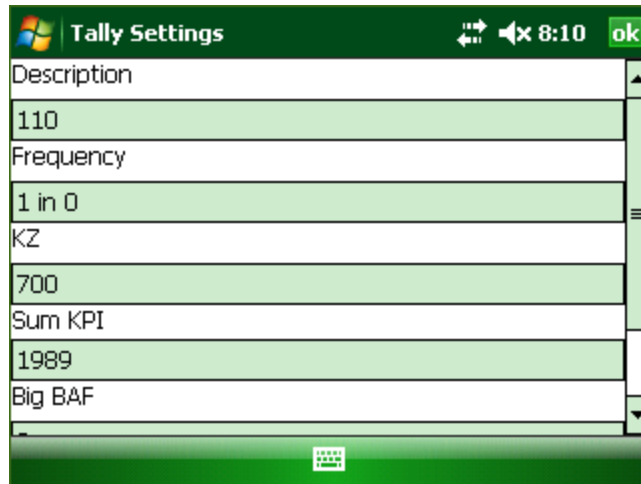 Tally Settings 8:10 ok
Description
110
Frequency
1 in 0
KZ
700
Sum KPI
1989
Big BAF